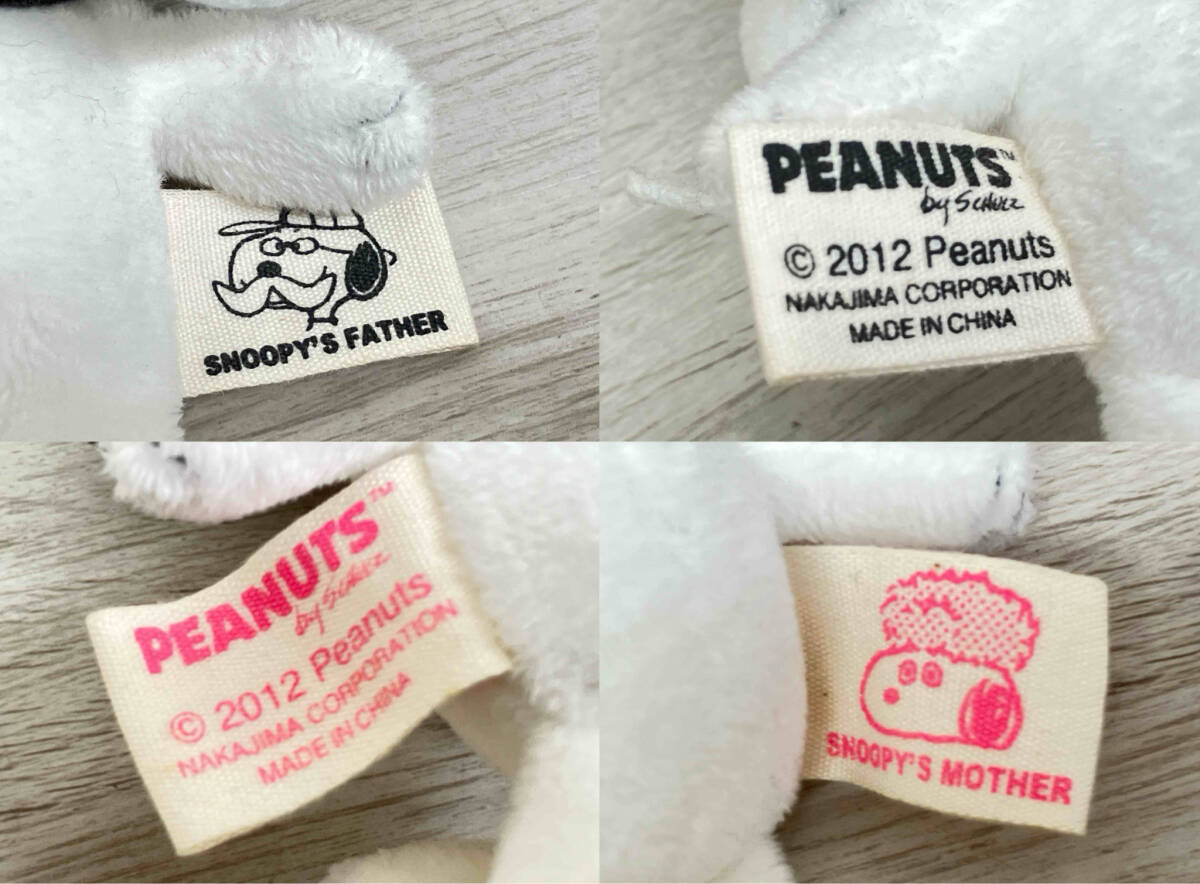 SNOOPY'S FATHER
PEANUTS™
by SCHULZ
© 2012 Peanuts
NAKAJIMA CORPORATION
MADE IN CHINA
PEANUTS™
by SCHULZ
© 2012 Peanuts
NAKAJIMA CORPORATION
MADE IN CHINA
SNOOPY'S MOTHER